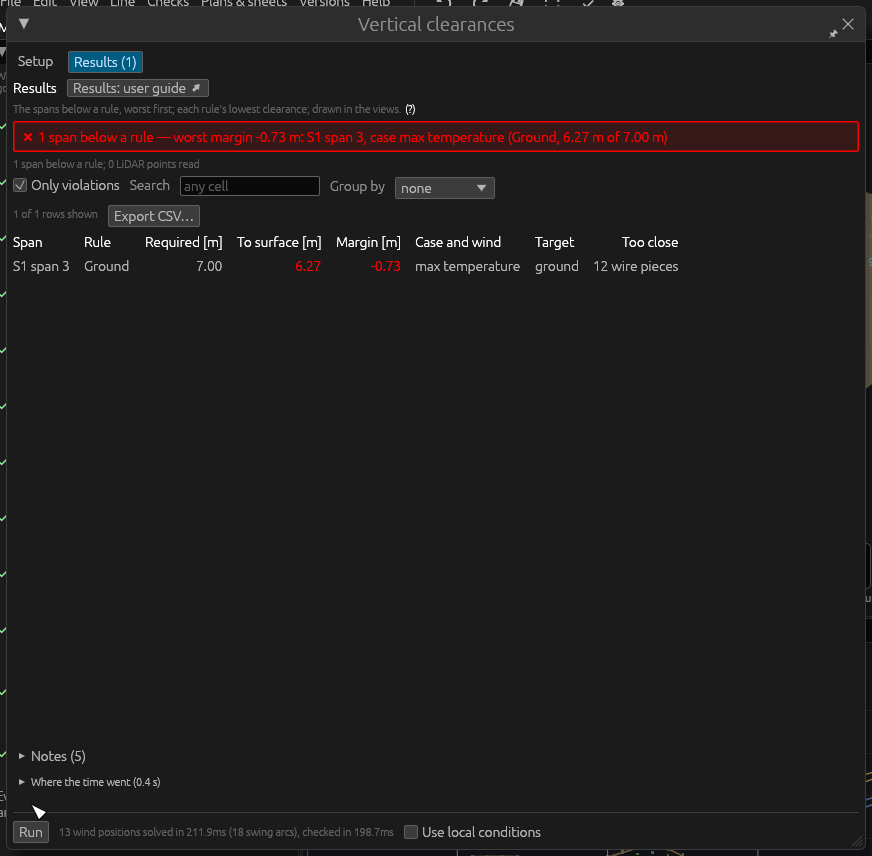 File Edit View Line Checks Plans & sheets Versions Help
Vertical clearances
Setup Results (1)
Results Results: user guide
The spans below a rule, worst first; each rule's lowest clearance; drawn in the views. (?)
1 span below a rule — worst margin -0.73 m: S1 span 3, case max temperature (Ground, 6.27 m of 7.00 m)
1 span below a rule; 0 LiDAR points read
Only violations Search any cell Group by none
1 of 1 rows shown Export CSV...
Span Rule Required [m] To surface [m] Margin [m] Case and wind Target Too close
S1 span 3 Ground 7.00 6.27 -0.73 max temperature ground 12 wire pieces
Notes (5)
Where the time went (0.4 s)
Run 13 wind positions solved in 211.9ms (18 swing arcs), checked in 198.7ms Use local conditions